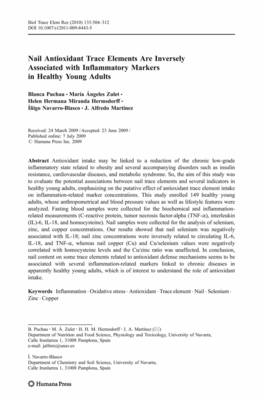 Biol Trace Elem Res (2010) 133:304–312
DOI 10.1007/s12011-009-8443-5
Nail Antioxidant Trace Elements Are Inversely
Associated with Inflammatory Markers
in Healthy Young Adults
Blanca Puchau · María Ángeles Zulet ·
Helen Hermana Miranda Hermsdorff ·
Íñigo Navarro-Blasco · J. Alfredo Martínez
Received: 24 March 2009 / Accepted: 23 June 2009 /
Published online: 7 July 2009
© Humana Press Inc. 2009
Abstract Antioxidant intake may be linked to a reduction of the chronic low-grade
inflammatory state related to obesity and several accompanying disorders such as insulin
resistance, cardiovascular diseases, and metabolic syndrome. So, the aim of this study was
to evaluate the potential associations between nail trace elements and several indicators in
healthy young adults, emphasizing on the putative effect of antioxidant trace element intake
on inflammation-related marker concentrations. This study enrolled 149 healthy young
adults, whose anthropometrical and blood pressure values as well as lifestyle features were
analyzed. Fasting blood samples were collected for the biochemical and inflammation-
related measurements (C-reactive protein, tumor necrosis factor-alpha (TNF-α), interleukin
(IL)-6, IL-18, and homocysteine). Nail samples were collected for the analysis of selenium,
zinc, and copper concentrations. Our results showed that nail selenium was negatively
associated with IL-18; nail zinc concentrations were inversely related to circulating IL-6,
IL-18, and TNF-α, whereas nail copper (Cu) and Cu/selenium values were negatively
correlated with homocysteine levels and the Cu/zinc ratio was unaffected. In conclusion,
nail content on some trace elements related to antioxidant defense mechanisms seems to be
associated with several inflammation-related markers linked to chronic diseases in
apparently healthy young adults, which is of interest to understand the role of antioxidant
intake.
Keywords Inflammation · Oxidative stress · Antioxidant · Trace element · Nail · Selenium ·
Zinc · Copper
B. Puchau · M. Á. Zulet · H. H. M. Hermsdorff · J. A. Martínez
Department of Nutrition and Food Science, Physiology and Toxicology, University of Navarra,
Calle Irunlarrea 1, 31008 Pamplona, Spain
e-mail: jalfmtz@unav.es
Í. Navarro-Blasco
Department of Chemistry and Soil Science, University of Navarra,
Calle Irunlarrea 1, 31008 Pamplona, Spain
Humana Press